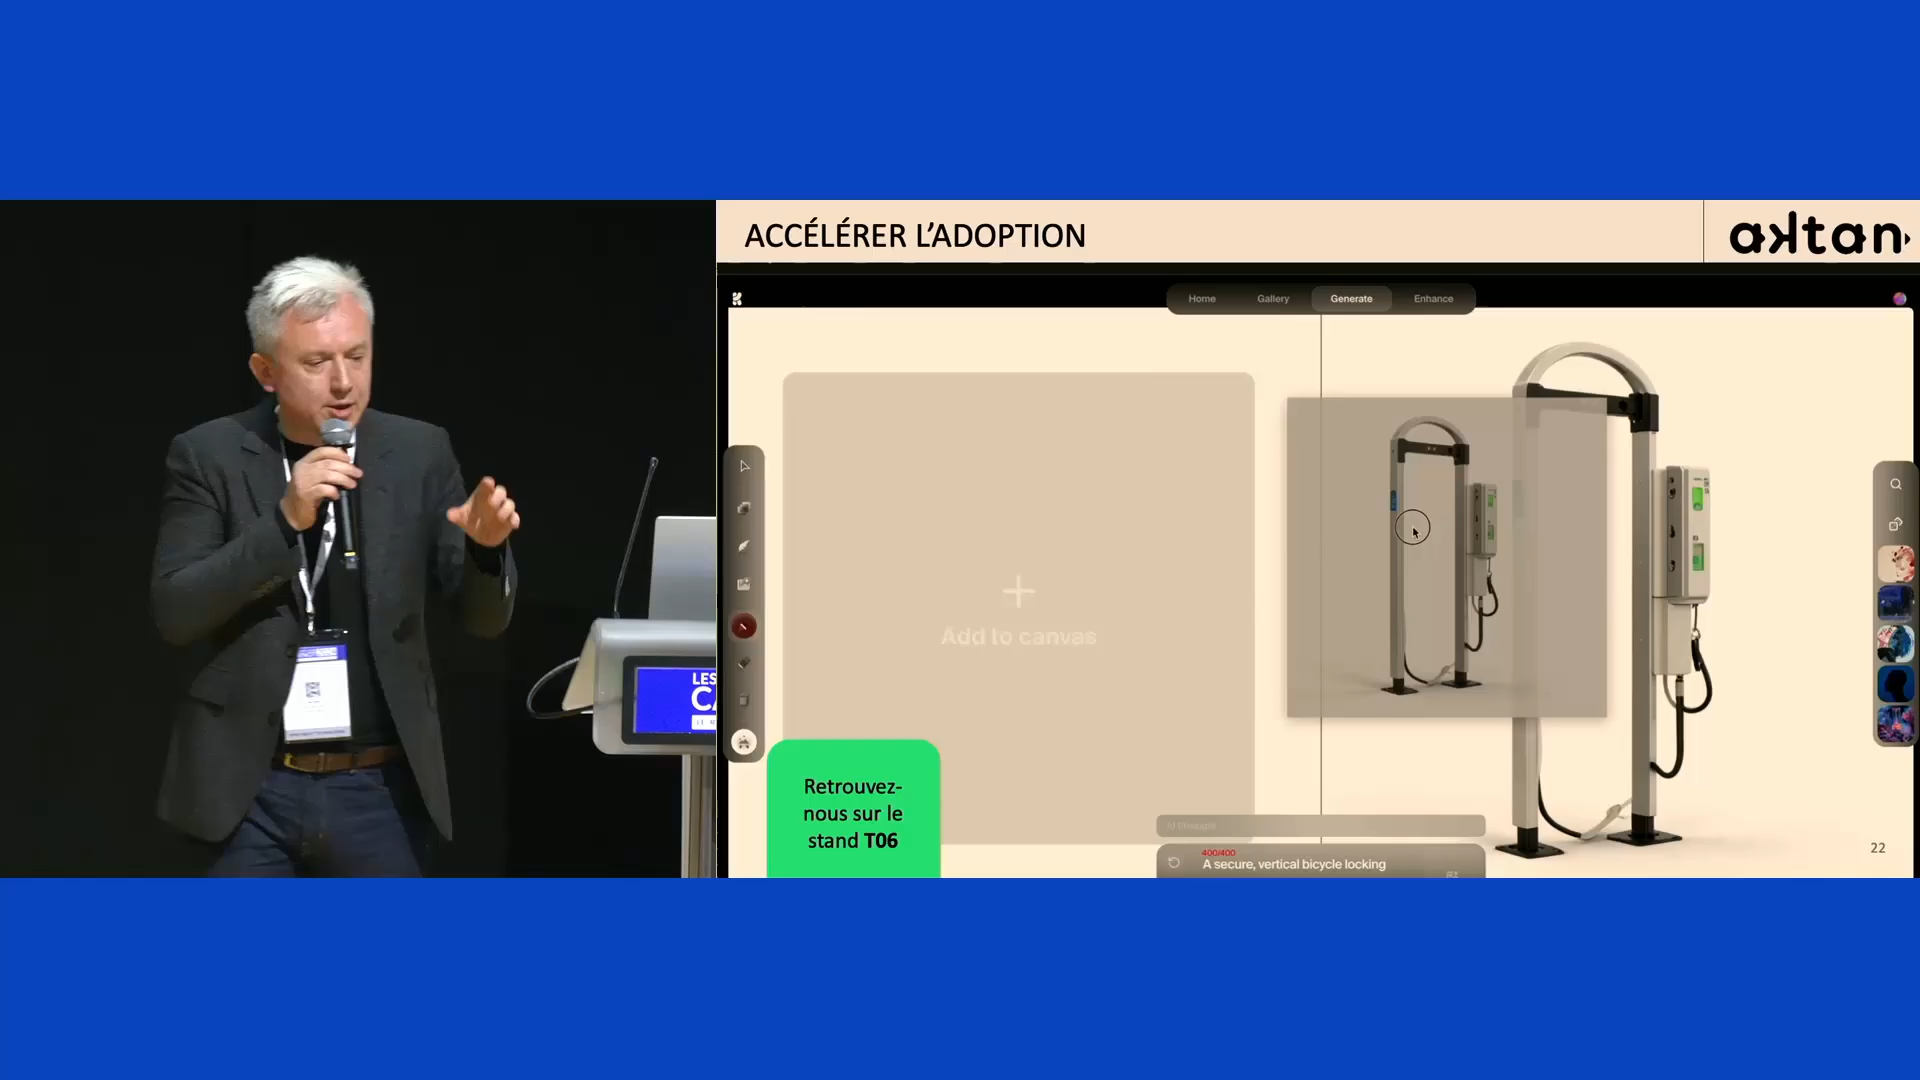 ACCÉLÉRER L’ADOPTION
aktan
Home
Gallery
Generate
Enhance
Add to canvas
Retrouvez-
nous sur le
stand T06
400/400
A secure, vertical bicycle locking
22
LES
CA